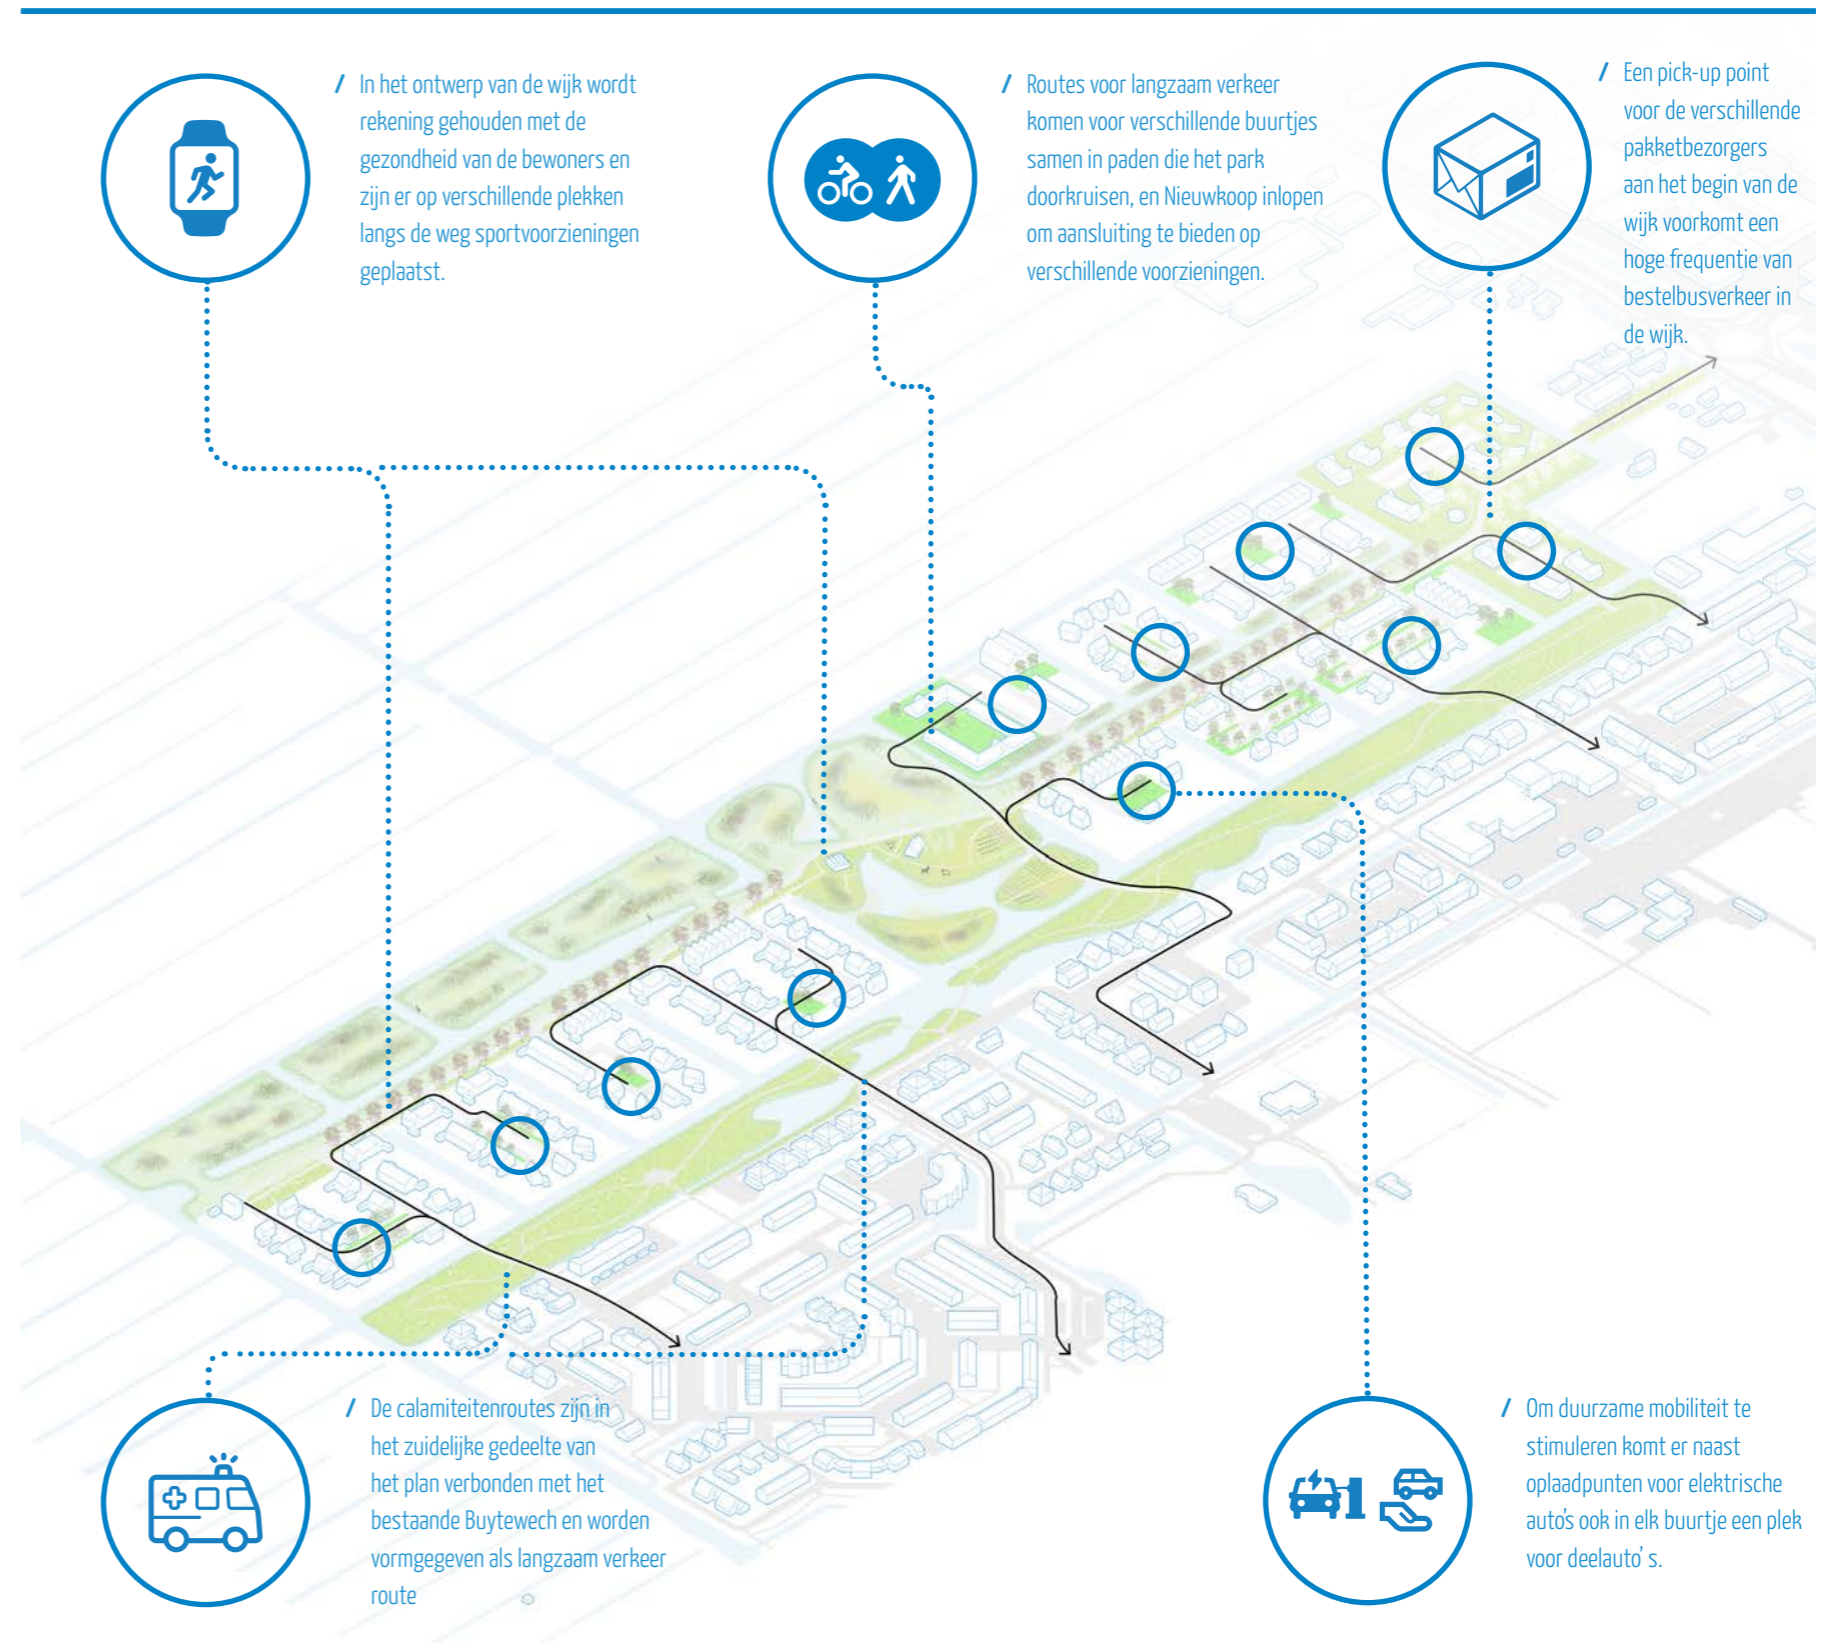 / In het ontwerp van de wijk wordt
rekening gehouden met de
gezondheid van de bewoners en
zijn er op verschillende plekken
langs de weg sportvoorzieningen
geplaatst.
/ Routes voor langzaam verkeer
komen voor verschillende buurtjes
samen in paden die het park
doorkruisen, en Nieuwkoop inlopen
om aansluiting te bieden op
verschillende voorzieningen.
/ Een pick-up point
voor de verschillende
pakketbezorgers
aan het begin van de
wijk voorkomt een
hoge frequentie van
bestelbusverkeer in
de wijk.
/ De calamiteitenroutes zijn in
het zuidelijke gedeelte van
het plan verbonden met het
bestaande Buytewech en worden
vormgegeven als langzaam verkeer
route
/ Om duurzame mobiliteit te
stimuleren komt er naast
oplaadpunten voor elektrische
auto's ook in elk buurtje een plek
voor deelauto' s.